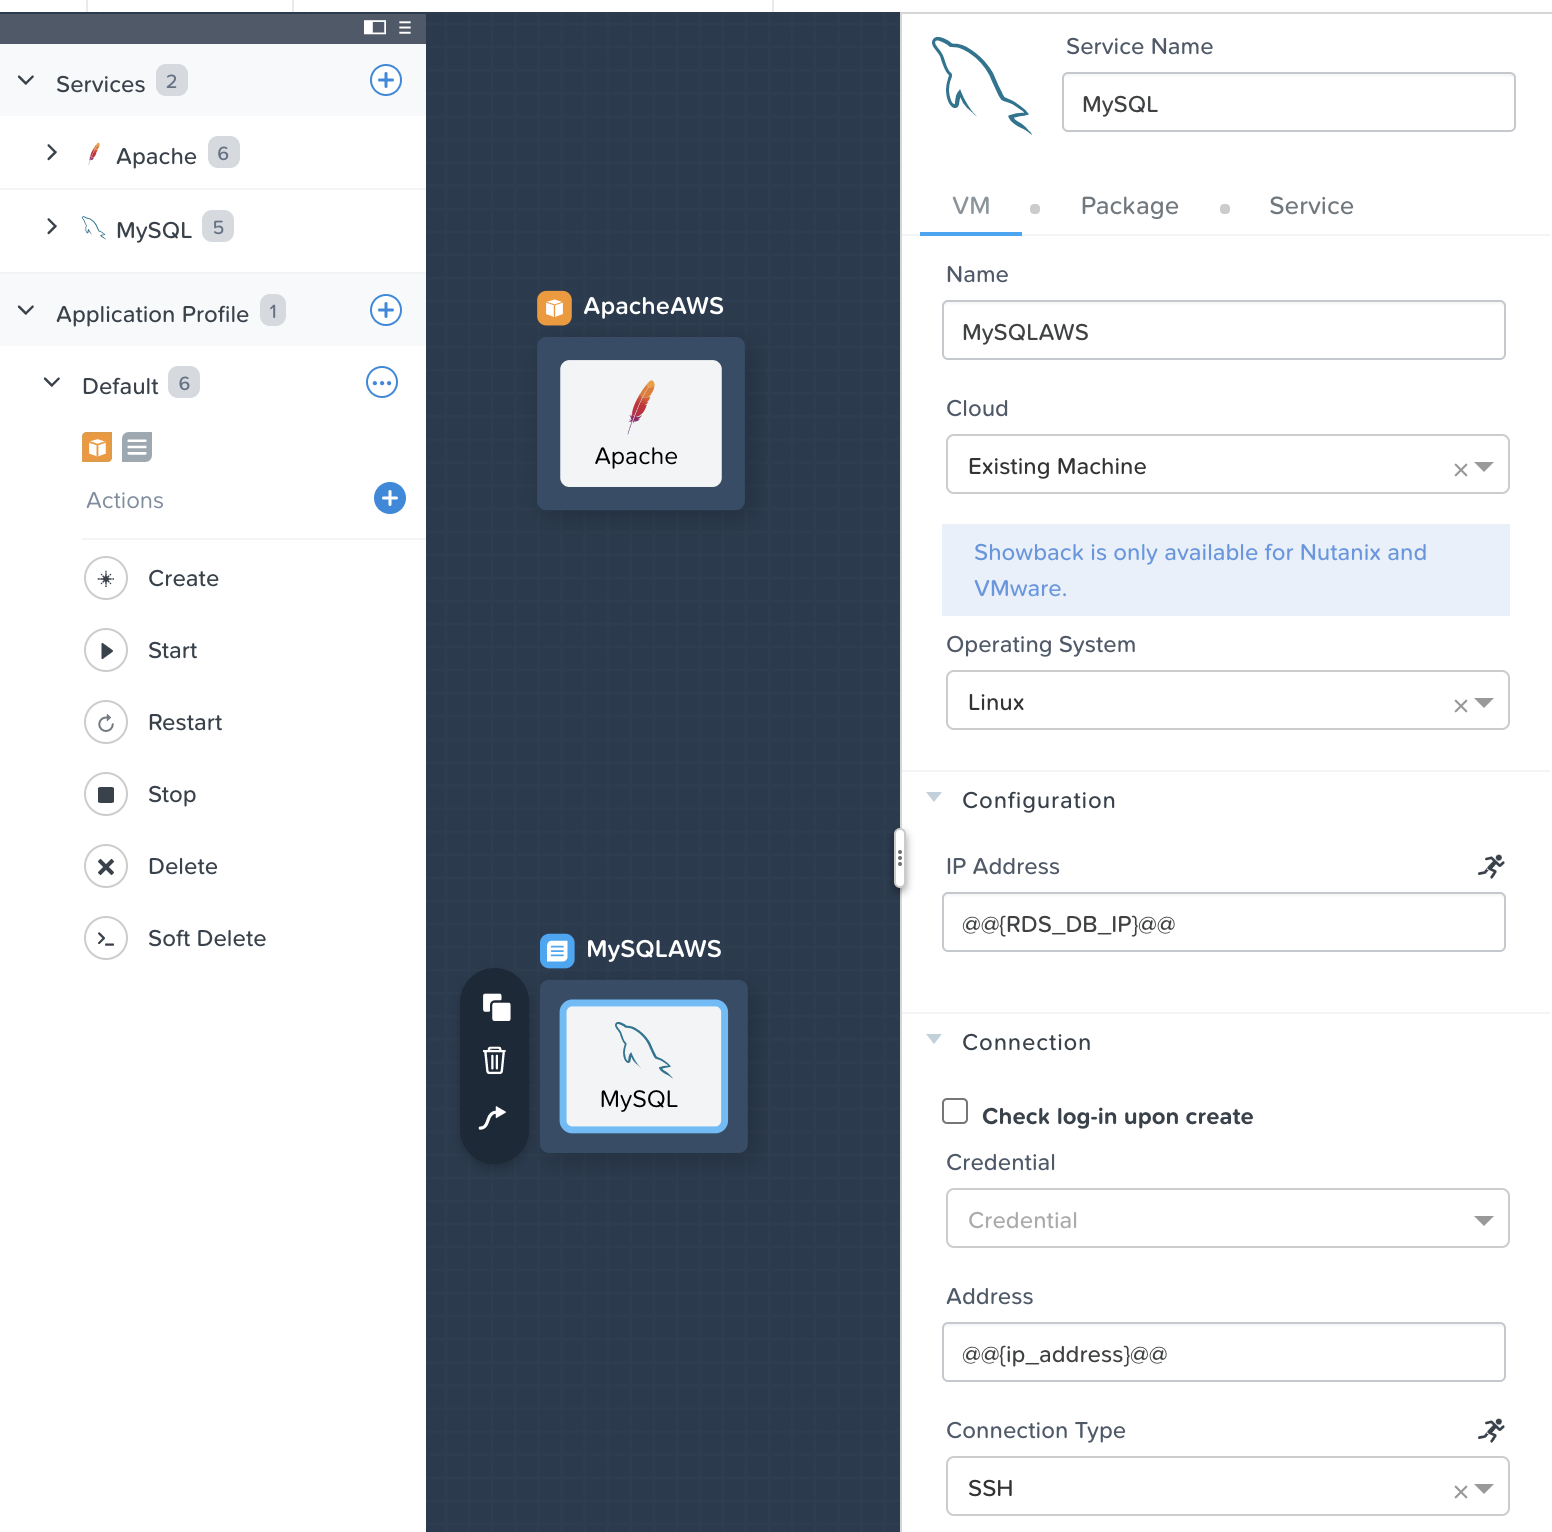 Services 2
Apache 6
MySQL 5
Application Profile 1
Default 6
Actions
Create
Start
Restart
Stop
Delete
Soft Delete
ApacheAWS
Apache
MySQLAWS
MySQL
Service Name
MySQL
VM Package Service
Name
MySQLAWS
Cloud
Existing Machine
Showback is only available for Nutanix and
VMware.
Operating System
Linux
Configuration
IP Address
@@{RDS_DB_IP}@@
Connection
Check log-in upon create
Credential
Credential
Address
@@{ip_address}@@
Connection Type
SSH